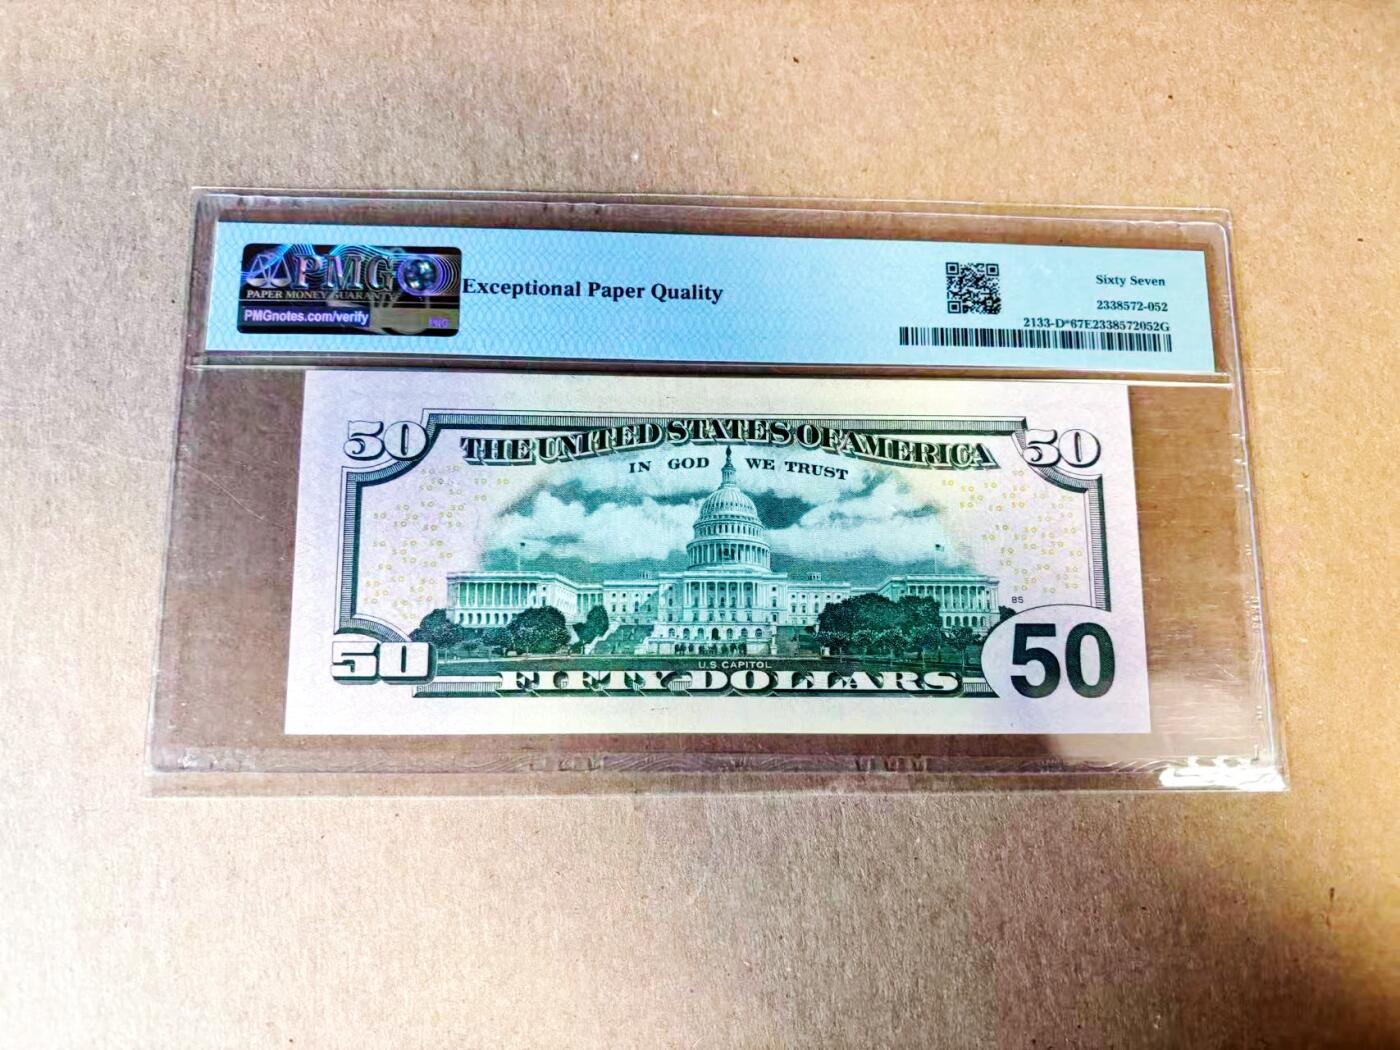 PMG
PAPER MONEY GUARANTY
PMGnotes.com/verify
Exceptional Paper Quality
Sixty Seven
2338572-052
2133-D*67E2338572052G
50
THE UNITED STATES OF AMERICA
50
IN GOD WE TRUST
85
50
U.S. CAPITOL
FIFTY DOLLARS
50